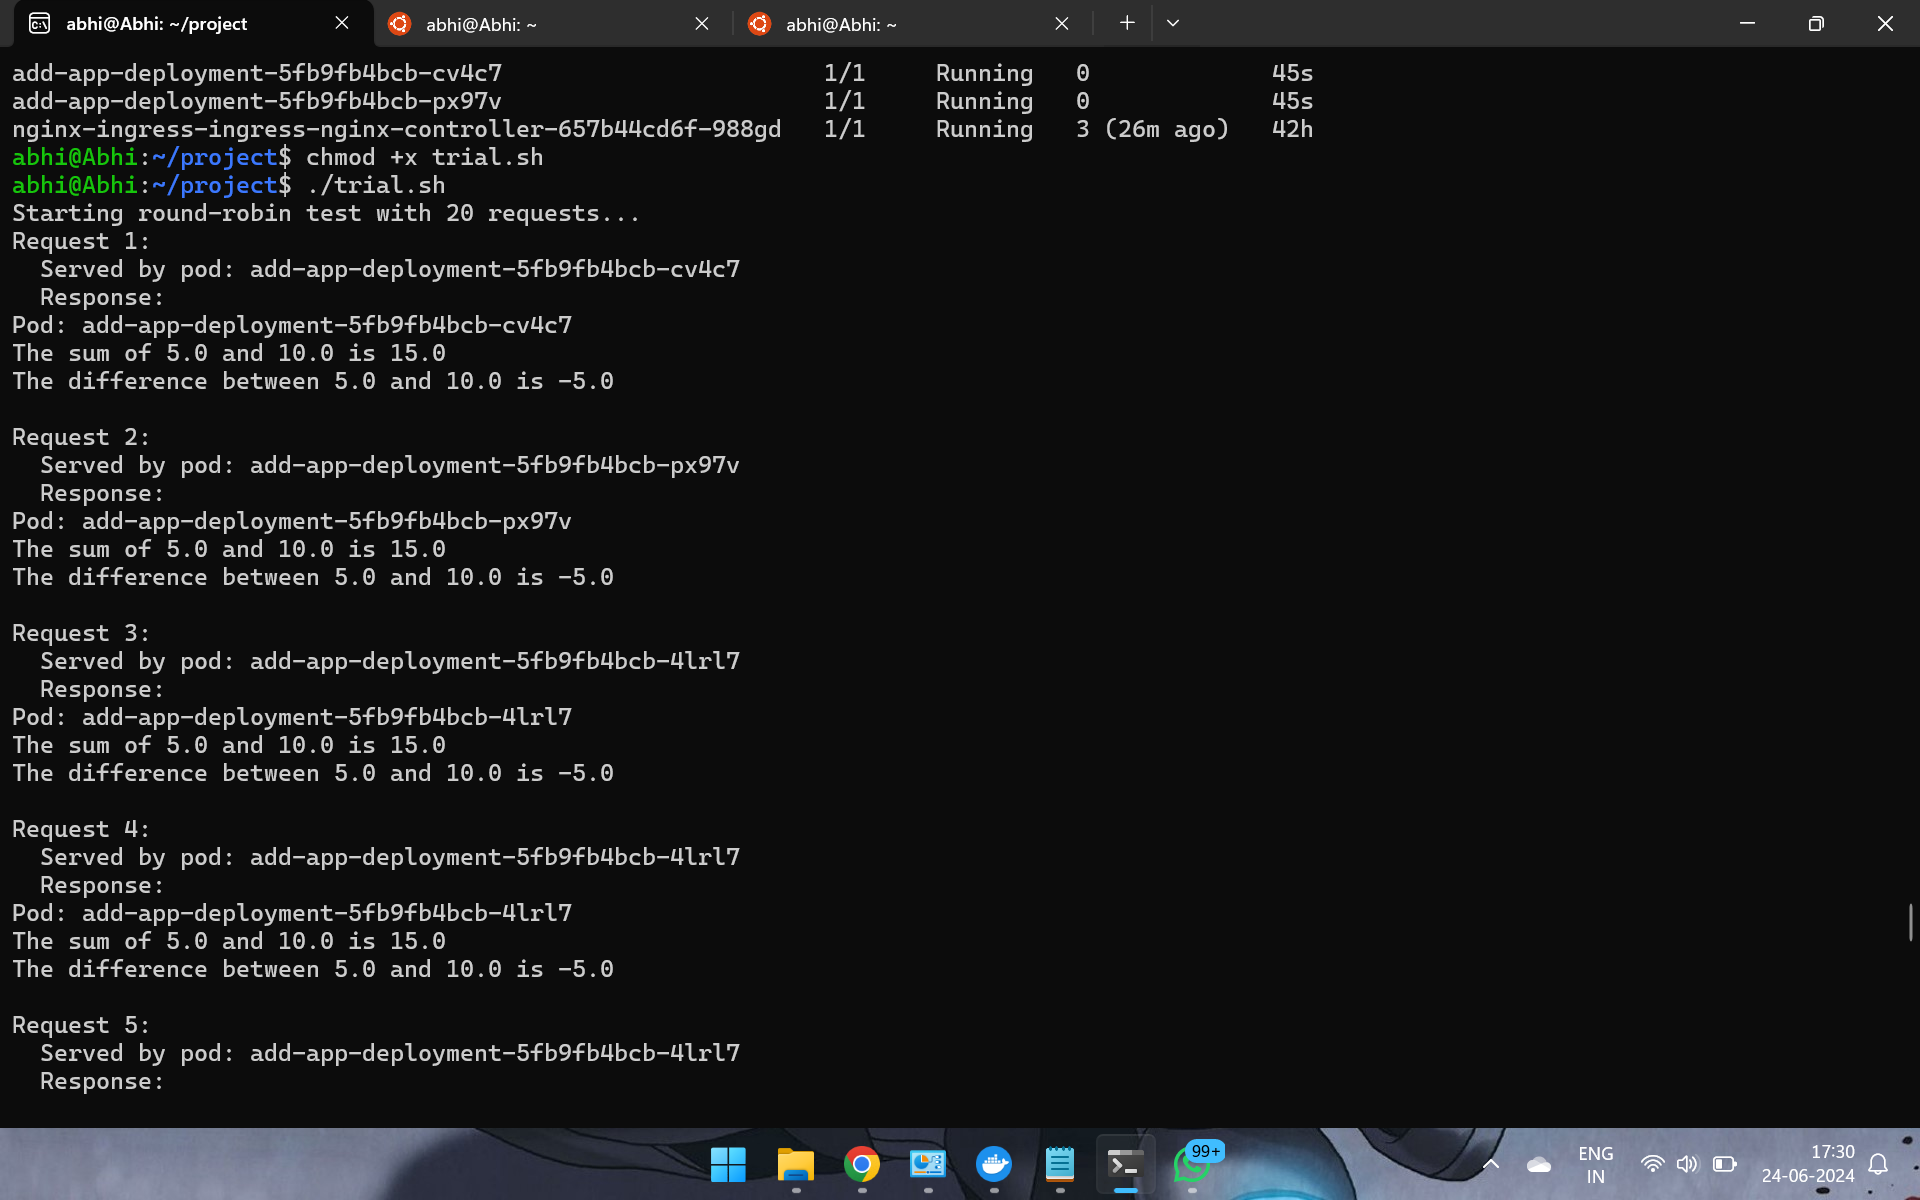 abhi@Abhi: ~/project
abhi@Abhi: ~
abhi@Abhi: ~
add-app-deployment-5fb9fb4bcb-cv4c7 1/1 Running 0 45s
add-app-deployment-5fb9fb4bcb-px97v 1/1 Running 0 45s
nginx-ingress-ingress-nginx-controller-657b44cd6f-988gd 1/1 Running 3 (26m ago) 42h
abhi@Abhi:~/project$ chmod +x trial.sh
abhi@Abhi:~/project$ ./trial.sh
Starting round-robin test with 20 requests...
Request 1:
  Served by pod: add-app-deployment-5fb9fb4bcb-cv4c7
  Response:
Pod: add-app-deployment-5fb9fb4bcb-cv4c7
The sum of 5.0 and 10.0 is 15.0
The difference between 5.0 and 10.0 is -5.0
Request 2:
  Served by pod: add-app-deployment-5fb9fb4bcb-px97v
  Response:
Pod: add-app-deployment-5fb9fb4bcb-px97v
The sum of 5.0 and 10.0 is 15.0
The difference between 5.0 and 10.0 is -5.0
Request 3:
  Served by pod: add-app-deployment-5fb9fb4bcb-4lrl7
  Response:
Pod: add-app-deployment-5fb9fb4bcb-4lrl7
The sum of 5.0 and 10.0 is 15.0
The difference between 5.0 and 10.0 is -5.0
Request 4:
  Served by pod: add-app-deployment-5fb9fb4bcb-4lrl7
  Response:
Pod: add-app-deployment-5fb9fb4bcb-4lrl7
The sum of 5.0 and 10.0 is 15.0
The difference between 5.0 and 10.0 is -5.0
Request 5:
  Served by pod: add-app-deployment-5fb9fb4bcb-4lrl7
  Response:
99+
ENG
IN
17:30
24-06-2024